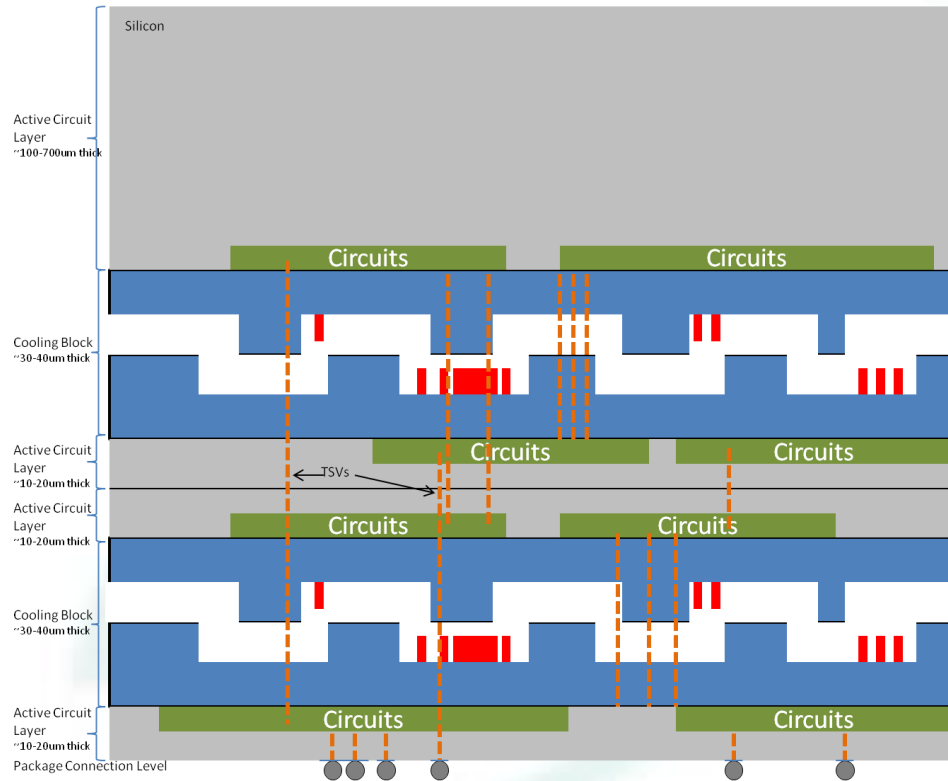 Silicon
Active Circuit
Layer
~100-700um thick
Circuits
Circuits
Cooling Block
~30-40um thick
Active Circuit
Layer
~10-20um thick
Circuits
Circuits
TSVs
Active Circuit
Layer
~10-20um thick
Circuits
Circuits
Cooling Block
~30-40um thick
Active Circuit
Layer
~10-20um thick
Circuits
Circuits
Package Connection Level